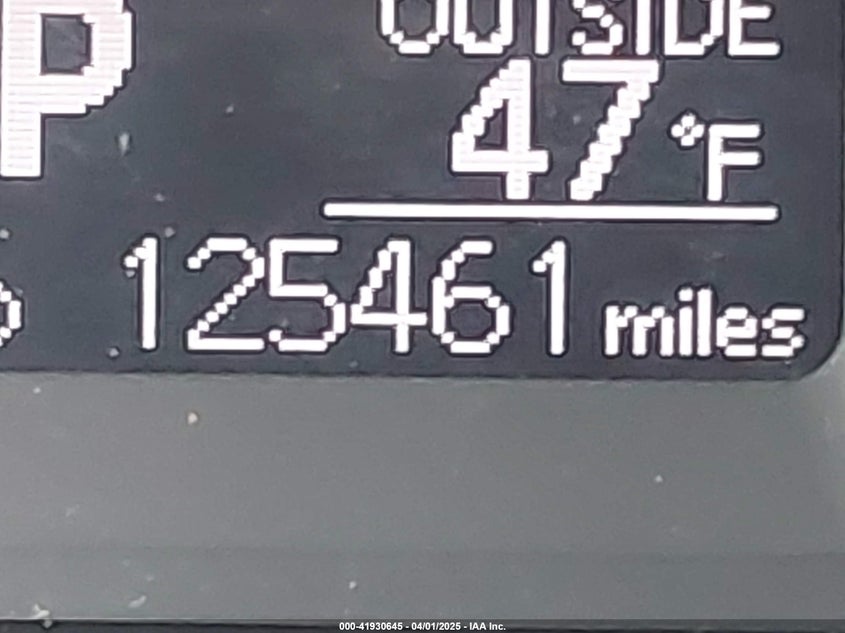 P
OUTSIDE
47°F
125461 miles
000-41930645 - 04/01/2025 - IAA Inc.